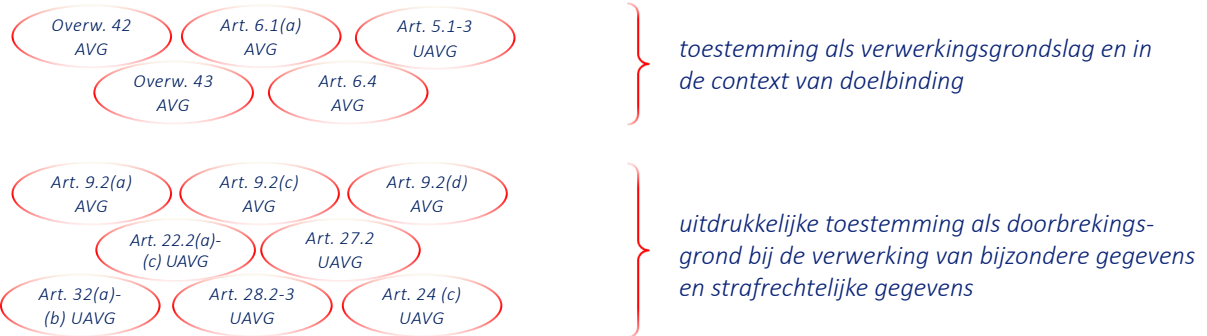 Overw. 42
AVG
Art. 6.1(a)
AVG
Art. 5.1-3
UAVG
Overw. 43
AVG
Art. 6.4
AVG
toestemming als verwerkingsgrondslag en in
de context van doelbinding
Art. 9.2(a)
AVG
Art. 9.2(c)
AVG
Art. 9.2(d)
AVG
Art. 22.2(a)-
(c) UAVG
Art. 27.2
UAVG
Art. 32(a)-
(b) UAVG
Art. 28.2-3
UAVG
Art. 24 (c)
UAVG
uitdrukkelijke toestemming als doorbrekings-
grond bij de verwerking van bijzondere gegevens
en strafrechtelijke gegevens